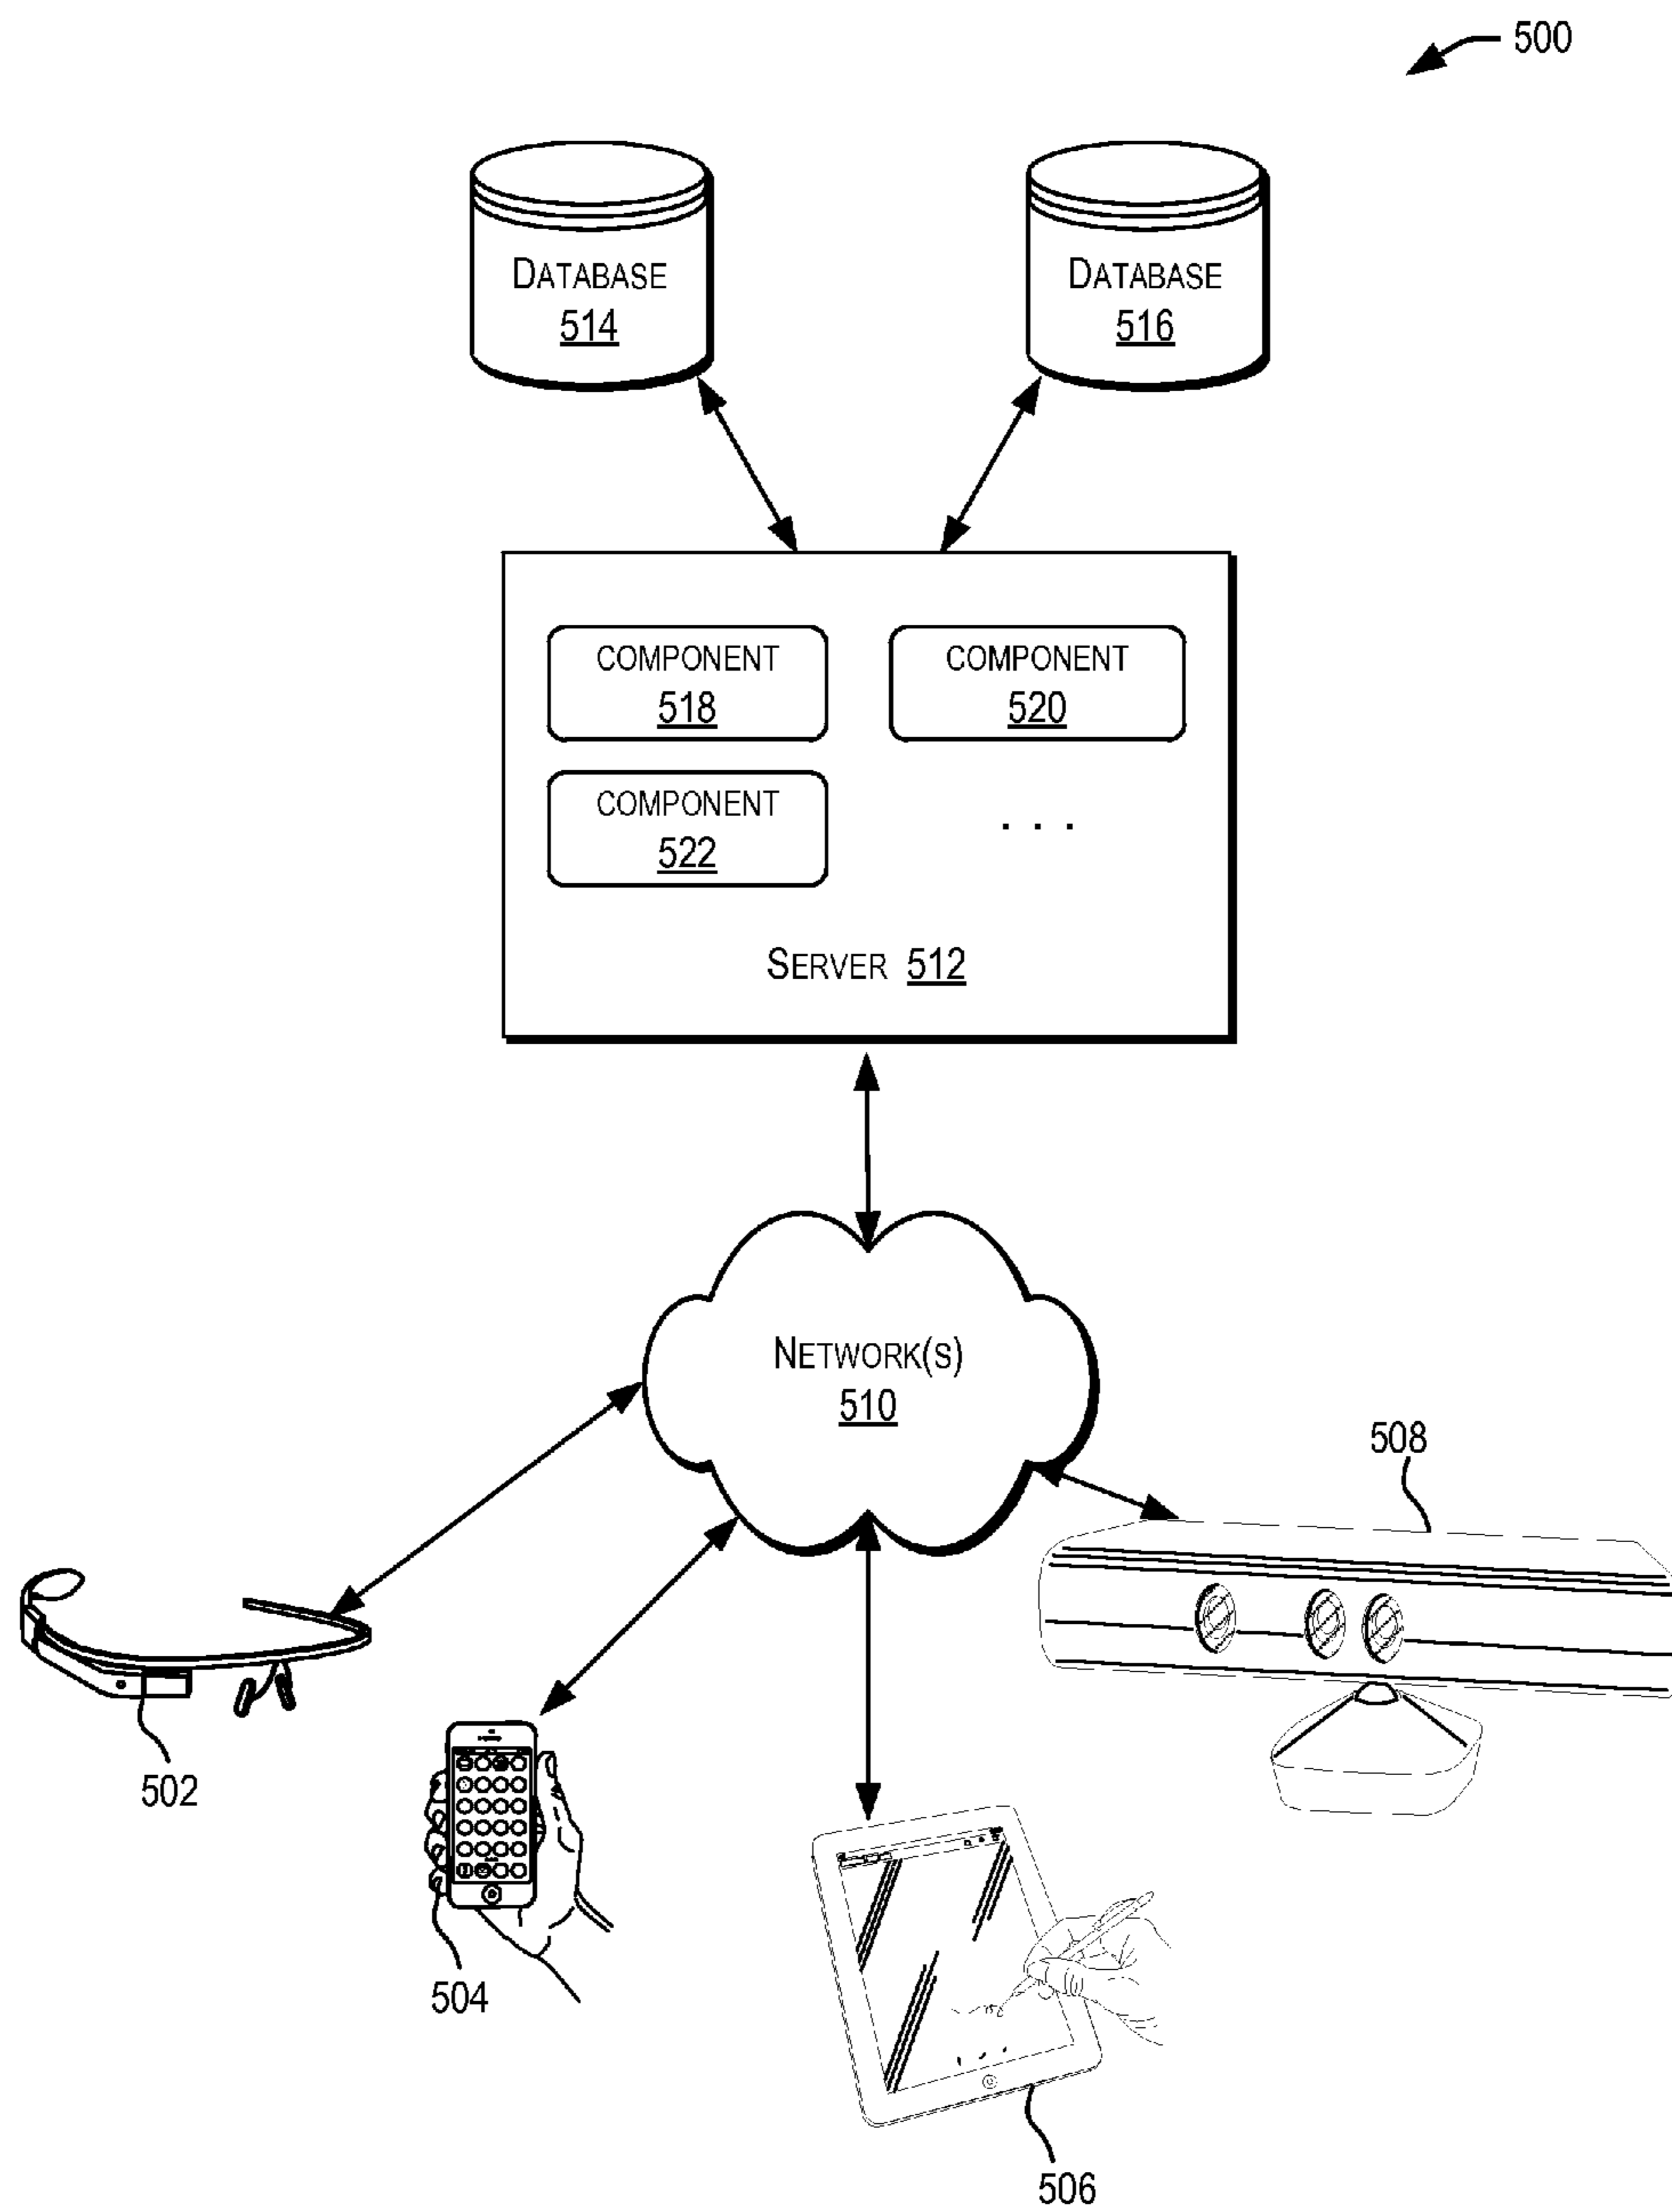 500
DATABASE
514
DATABASE
516
COMPONENT
518
COMPONENT
520
COMPONENT
522
. . .
SERVER 512
NETWORK(S)
510
508
502
504
506